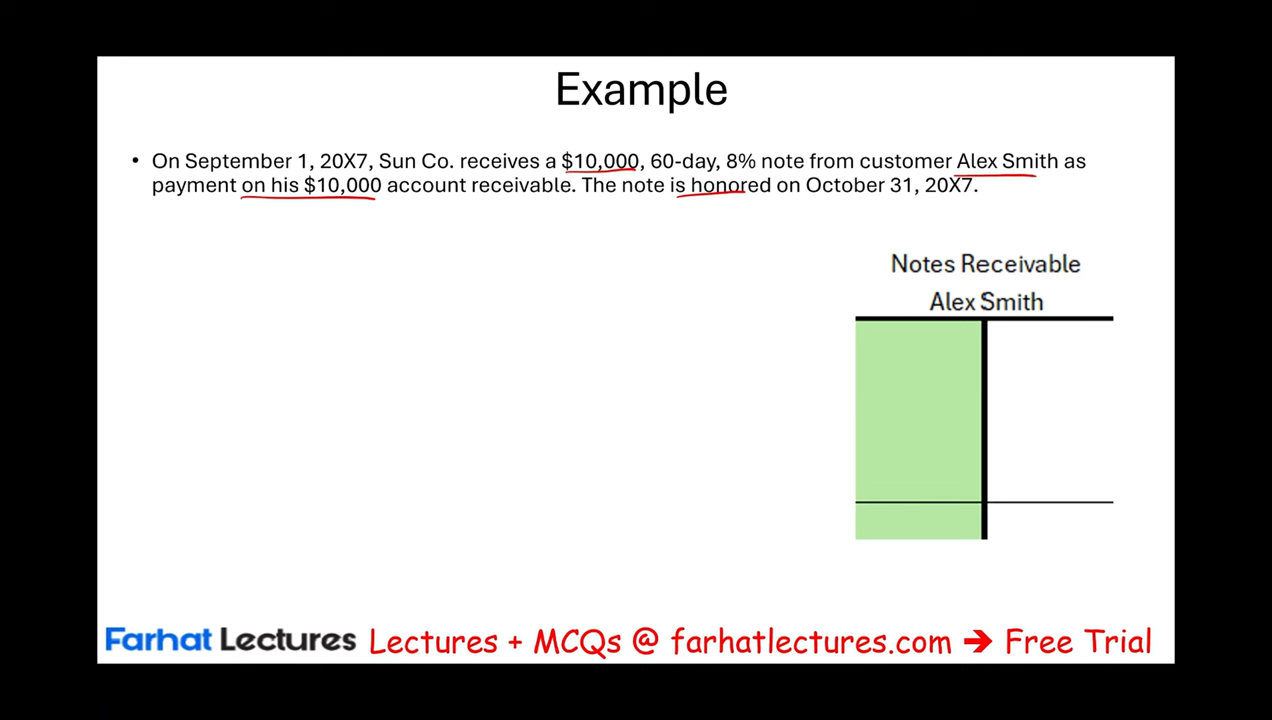 Example
• On September 1, 20X7, Sun Co. receives a $10,000, 60-day, 8% note from customer Alex Smith as
payment on his $10,000 account receivable. The note is honored on October 31, 20X7.
Notes Receivable
Alex Smith
Farhat Lectures Lectures + MCQs @ farhatlectures.com → Free Trial